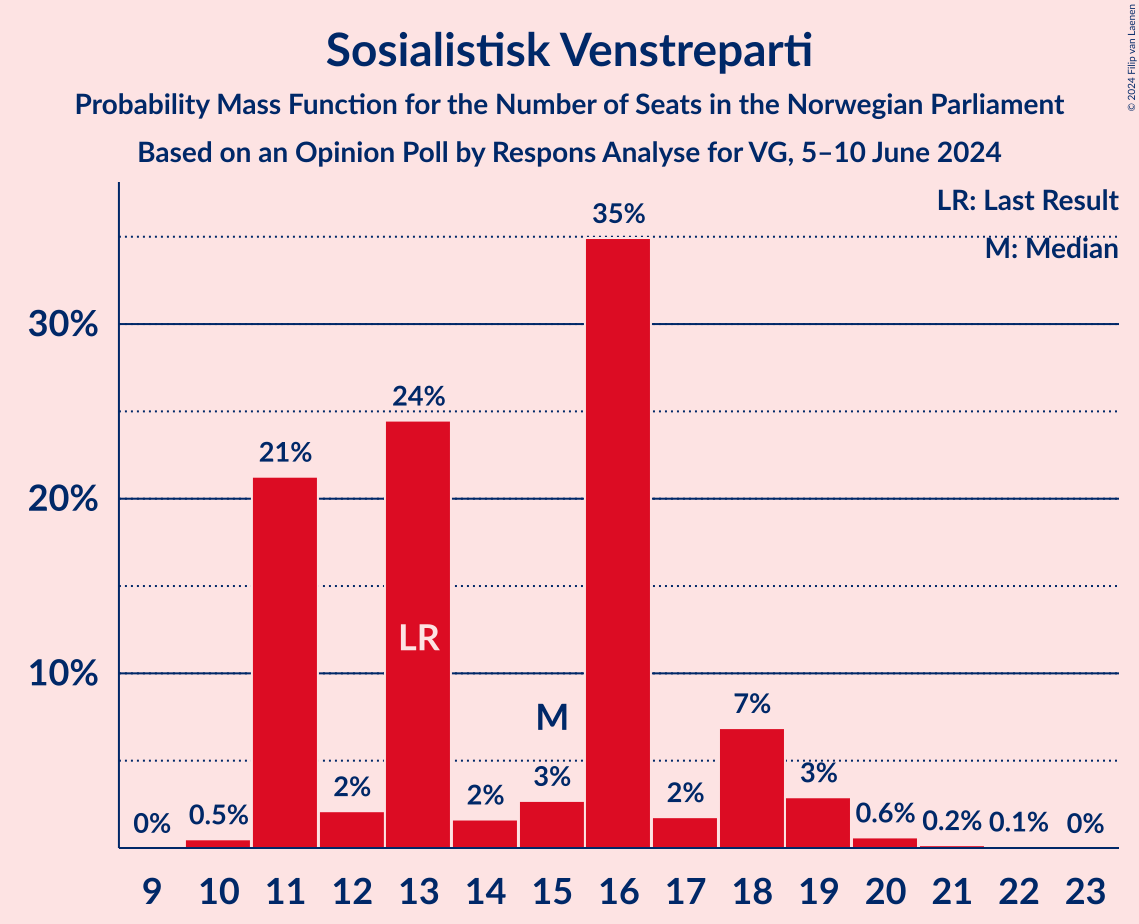 Sosialistisk Venstreparti
Probability Mass Function for the Number of Seats in the Norwegian Parliament
Based on an Opinion Poll by Respons Analyse for VG, 5–10 June 2024
© 2024 Filip van Laenen
LR: Last Result
M: Median
30%
20%
10%
0%
0.5%
21%
2%
24%
2%
3%
35%
2%
7%
3%
0.6%
0.2%
0.1%
0%
LR
M
9 10 11 12 13 14 15 16 17 18 19 20 21 22 23